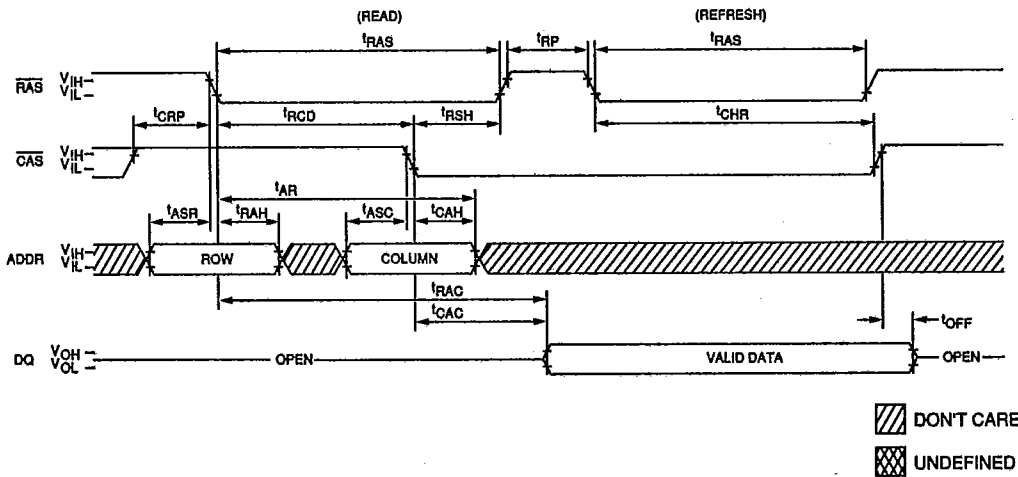 (READ) (REFRESH)
tRAS tRP tRAS
RAS VIH VIL
tCRP tRCD tRSH tCHR
CAS VIH VIL
tAR
tASR tRAH tASC tCAH
ADDR VIH VIL ROW COLUMN
tRAC
tCAC
tOFF
DQ VOH VOL OPEN VALID DATA OPEN
DON'T CARE
UNDEFINED